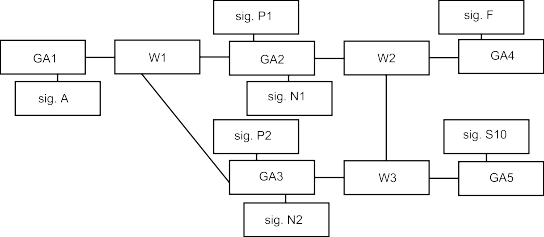 sig. P1
sig. F
GA1
W1
GA2
W2
GA4
sig. A
sig. N1
sig. P2
sig. S10
GA3
W3
GA5
sig. N2